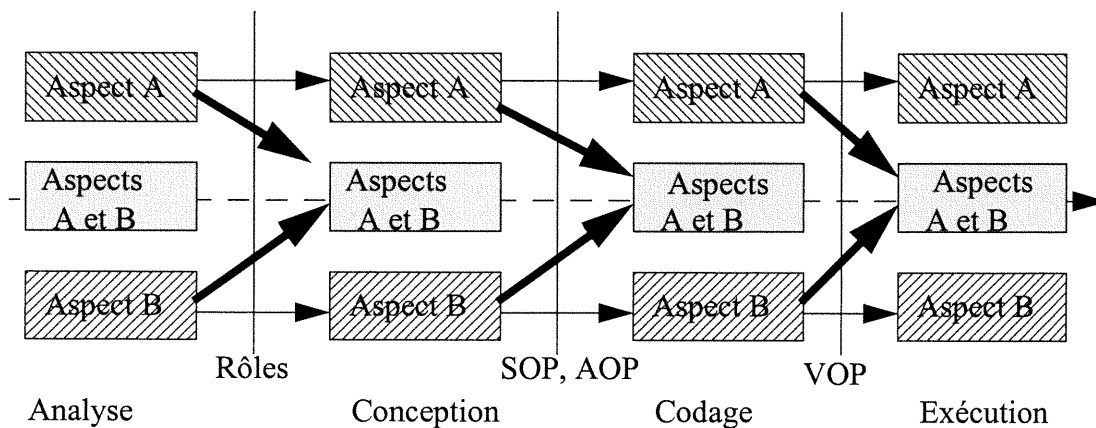 Aspect A
Aspect A
Aspect A
Aspect A
Aspects
A et B
Aspects
A et B
Aspects
A et B
Aspects
A et B
Aspect B
Aspect B
Aspect B
Aspect B
Rôles
SOP, AOP
VOP
Analyse
Conception
Codage
Exécution